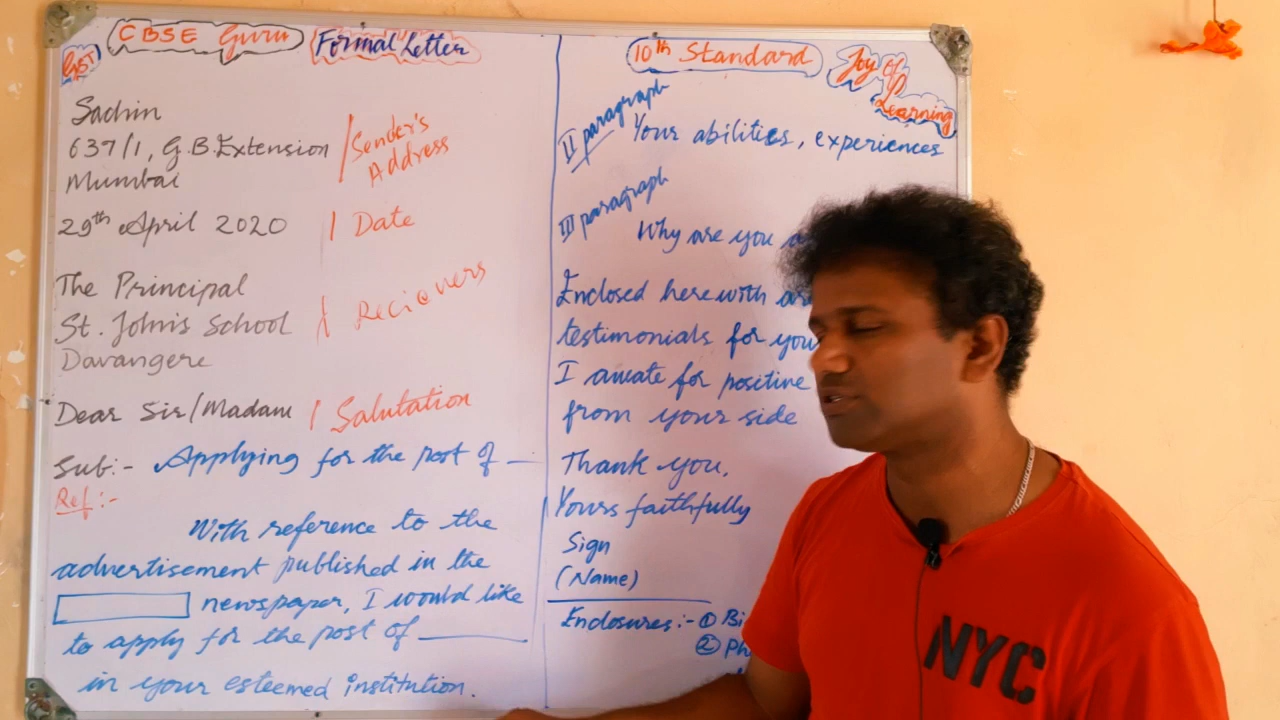 CBSE Guru
Formal Letter
10th Standard
Joy Of
Learning
Sachin
637/1, G.B. Extension
Mumbai
Sender's
Address
29th April 2020
Date
The Principal
St. John's School
Davangere
Recievers
Dear Sir/Madam
Salutation
Sub:- Applying for the post of
Ref:-
With reference to the
advertisement published in the
newspaper, I would like
to apply for the post of
in your esteemed institution.
II paragraph
Your abilities, experiences
III paragraph
Why are you
Enclosed herewith
testimonials for you
I awate for positive
from your side
Thank you,
Yours faithfully
Sign
(Name)
Enclosures:- ①
②
NYC